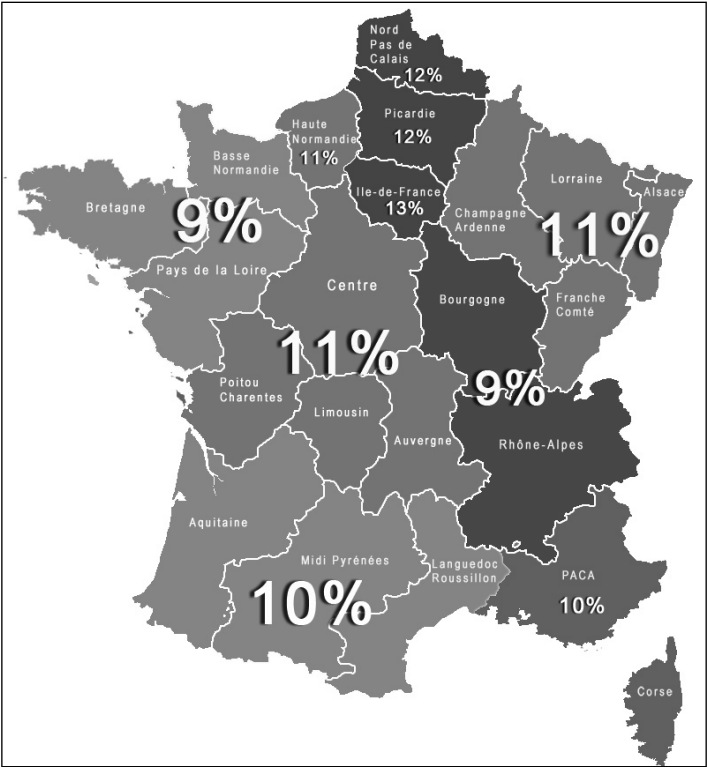 Nord
Pas de
Calais
12%
Picardie
12%
Haute
Normandie
11%
Basse
Normandie
Ile-de-France
13%
Lorraine
Alsace
Champagne
Ardenne
11%
Bretagne
9%
Pays de la Loire
Centre
Bourgogne
Franche
Comté
11%
9%
Poitou
Charentes
Limousin
Auvergne
Rhône-Alpes
Aquitaine
Midi Pyrénées
Languedoc
Roussillon
10%
PACA
10%
Corse